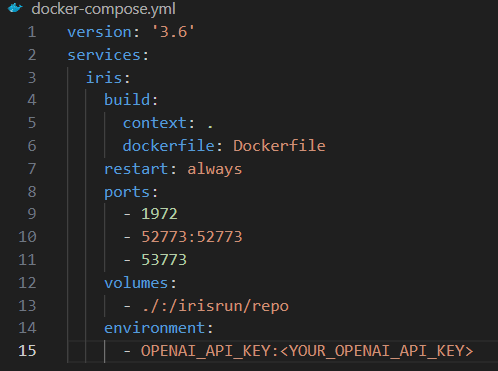 docker-compose.yml
1 version: '3.6'
2 services:
3 iris:
4 build:
5 context: .
6 dockerfile: Dockerfile
7 restart: always
8 ports:
9 - 1972
10 - 52773:52773
11 - 53773
12 volumes:
13 - ./:/irisrun/repo
14 environment:
15 - OPENAI_API_KEY:<YOUR_OPENAI_API_KEY>